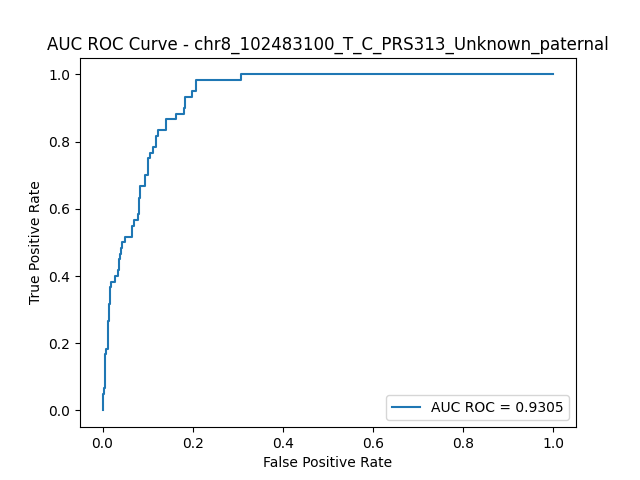 AUC ROC Curve - chr8_102483100_T_C_PRS313_Unknown_paternal
1.0
0.8
0.6
0.4
0.2
0.0
True Positive Rate
AUC ROC = 0.9305
0.0 0.2 0.4 0.6 0.8 1.0
False Positive Rate